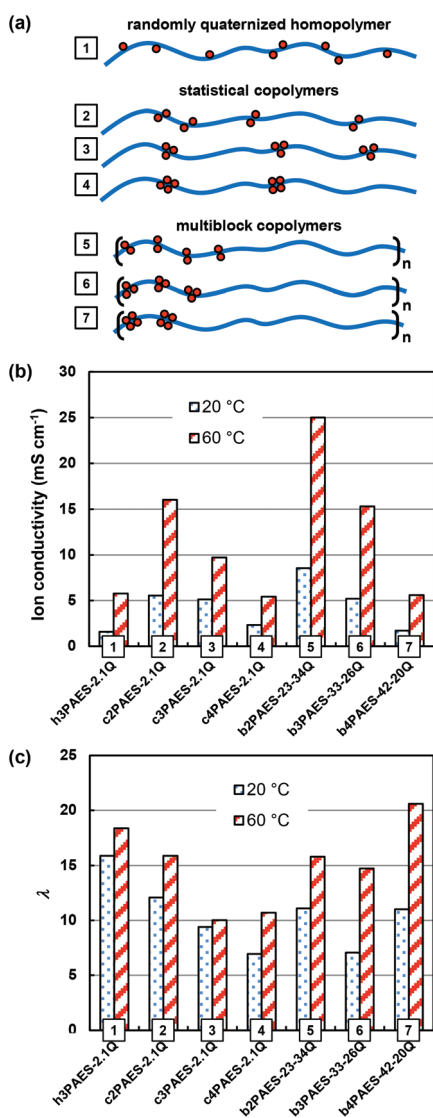 (a)
randomly quaternized homopolymer
1
statistical copolymers
2
3
4
multiblock copolymers
5
n
6
n
7
n
(b)
30
25
20
15
10
5
0
Ion conductivity (mS cm⁻¹)
20 °C
60 °C
1
2
3
4
5
6
7
h3PAES-2.1Q
c2PAES-2.1Q
c3PAES-2.1Q
c4PAES-2.1Q
b2PAES-23-34Q
b3PAES-33-26Q
b4PAES-42-20Q
(c)
25
20
15
10
5
0
λ
20 °C
60 °C
1
2
3
4
5
6
7
h3PAES-2.1Q
c2PAES-2.1Q
c3PAES-2.1Q
c4PAES-2.1Q
b2PAES-23-34Q
b3PAES-33-26Q
b4PAES-42-20Q